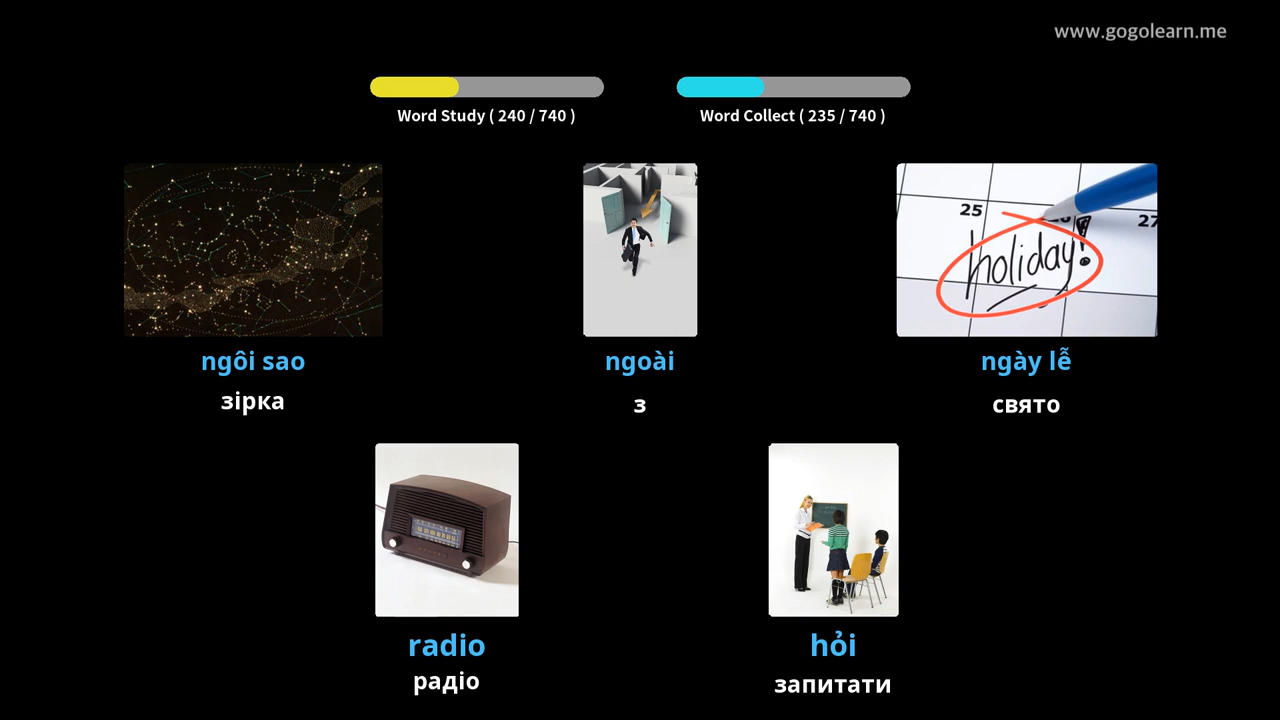 www.gogolearn.me
Word Study ( 240 / 740 )
Word Collect ( 235 / 740 )
25
27
holiday!
ngôi sao
ngoài
ngày lễ
зірка
з
свято
radio
hỏi
радіо
запитати